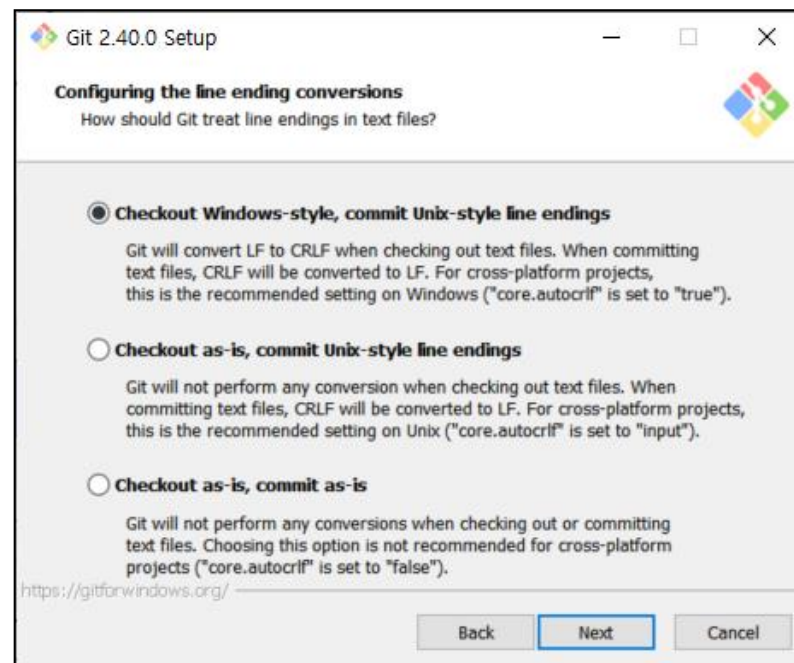 Git 2.40.0 Setup
Configuring the line ending conversions
How should Git treat line endings in text files?
Checkout Windows-style, commit Unix-style line endings
Git will convert LF to CRLF when checking out text files. When committing
text files, CRLF will be converted to LF. For cross-platform projects,
this is the recommended setting on Windows ("core.autocrlf" is set to "true").
Checkout as-is, commit Unix-style line endings
Git will not perform any conversion when checking out text files. When
committing text files, CRLF will be converted to LF. For cross-platform projects,
this is the recommended setting on Unix ("core.autocrlf" is set to "input").
Checkout as-is, commit as-is
Git will not perform any conversions when checking out or committing
text files. Choosing this option is not recommended for cross-platform
projects ("core.autocrlf" is set to "false").
https://gitforwindows.org/
Back
Next
Cancel